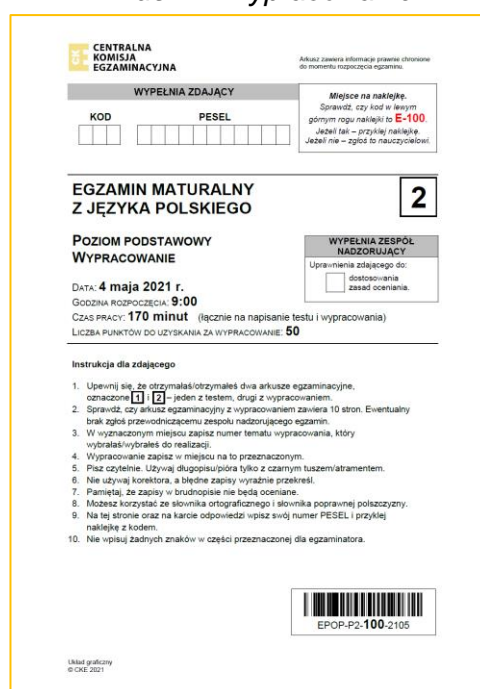 CENTRALNA
KOMISJA
EGZAMINACYJNA
Arkusz zawiera informacje prawnie chronione
do momentu rozpoczęcia egzaminu.
WYPEŁNIA ZDAJĄCY
KOD PESEL
Miejsce na naklejkę.
Sprawdź, czy kod w lewym
górnym rogu naklejki to E-100.
Jeżeli tak – przyklej naklejkę.
Jeżeli nie – zgłoś to nauczycielowi.
EGZAMIN MATURALNY
Z JĘZYKA POLSKIEGO
2
POZIOM PODSTAWOWY
WYPRACOWANIE
WYPEŁNIA ZESPÓŁ
NADZORUJĄCY
Uprawnienia zdającego do:
dostosowania
zasad oceniania.
DATA: 4 maja 2021 r.
GODZINA ROZPOCZĘCIA: 9:00
CZAS PRACY: 170 minut (łącznie na napisanie testu i wypracowania)
LICZBA PUNKTÓW DO UZYSKANIA ZA WYPRACOWANIE: 50
Instrukcja dla zdającego
1. Upewnij się, że otrzymałaś/otrzymałeś dwa arkusze egzaminacyjne,
oznaczone 1 i 2 – jeden z testem, drugi z wypracowaniem.
2. Sprawdź, czy arkusz egzaminacyjny z wypracowaniem zawiera 10 stron. Ewentualny
brak zgłoś przewodniczącemu zespołu nadzorującego egzamin.
3. W wyznaczonym miejscu zapisz numer tematu wypracowania, który
wybrałaś/wybrałeś do realizacji.
4. Wypracowanie zapisz w miejscu na to przeznaczonym.
5. Pisz czytelnie. Używaj długopisu/pióra tylko z czarnym tuszem/atramentem.
6. Nie używaj korektora, a błędne zapisy wyraźnie przekreśl.
7. Pamiętaj, że zapisy w brudnopisie nie będą oceniane.
8. Możesz korzystać ze słownika ortograficznego i słownika poprawnej polszczyzny.
9. Na tej stronie oraz na karcie odpowiedzi wpisz swój numer PESEL i przyklej
naklejkę z kodem.
10. Nie wpisuj żadnych znaków w części przeznaczonej dla egzaminatora.
EPOP-P2-100-2105
Układ graficzny
© CKE 2021